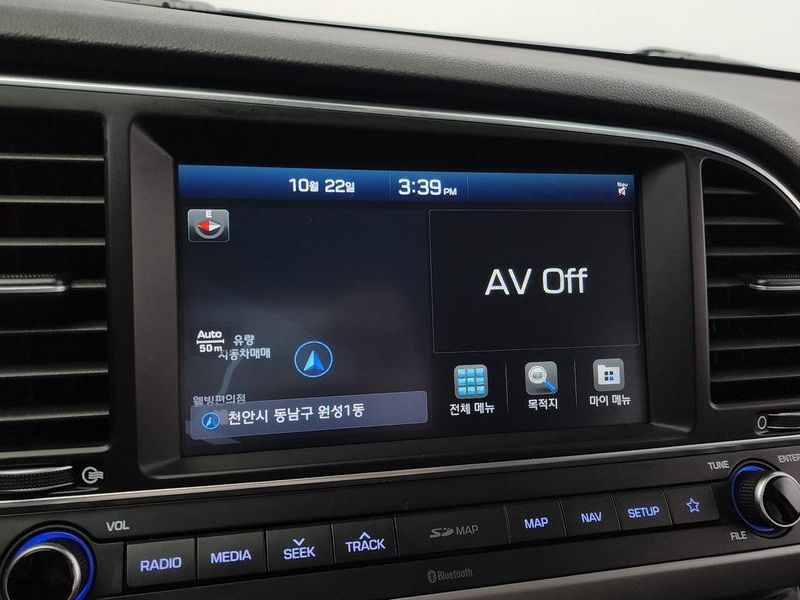 10월 22일 3:39 PM Nav
E
AV Off
Auto
50m
유량
자동차매매
웰빙편의점
천안시 동남구 원성1동
전체 메뉴 목적지 마이 메뉴
VOL
TUNE ENTER
RADIO MEDIA SEEK TRACK SD MAP MAP NAV SETUP
FILE
Bluetooth